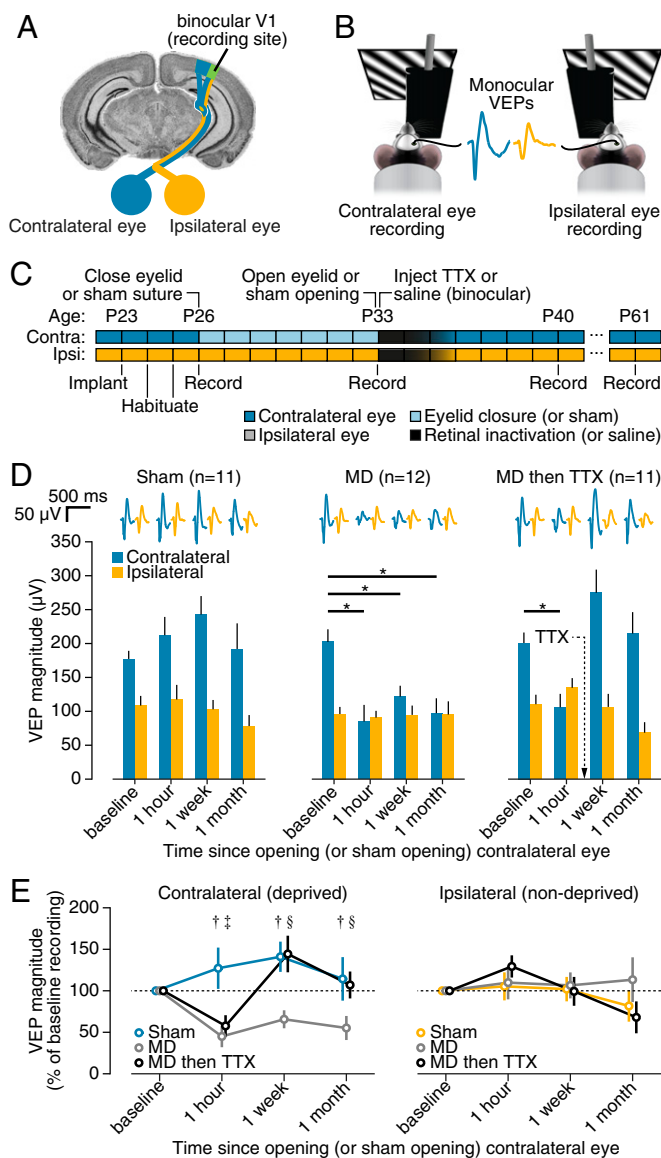 A
binocular V1
(recording site)
Contralateral eye
Ipsilateral eye
B
Monocular
VEPs
Contralateral eye
recording
Ipsilateral eye
recording
C
Close eyelid
or sham suture
Open eyelid or
sham opening
Inject TTX or
saline (binocular)
Age:
P23
P26
P33
P40
P61
Contra:
...
Ipsi:
...
Implant
Habituate
Record
Record
Record
Record
Contralateral eye
Eyelid closure (or sham)
Ipsilateral eye
Retinal inactivation (or saline)
D
Sham (n=11)
MD (n=12)
MD then TTX (n=11)
500 ms
50 µV
Contralateral
Ipsilateral
VEP magnitude (µV)
350
300
250
200
150
100
50
0
*
*
*
*
TTX
baseline
1 hour
1 week
1 month
baseline
1 hour
1 week
1 month
baseline
1 hour
1 week
1 month
Time since opening (or sham opening) contralateral eye
E
Contralateral (deprived)
Ipsilateral (non-deprived)
VEP magnitude
(% of baseline recording)
200
150
100
50
0
† ‡
† §
† §
Sham
MD
MD then TTX
Sham
MD
MD then TTX
baseline
1 hour
1 week
1 month
baseline
1 hour
1 week
1 month
Time since opening (or sham opening) contralateral eye